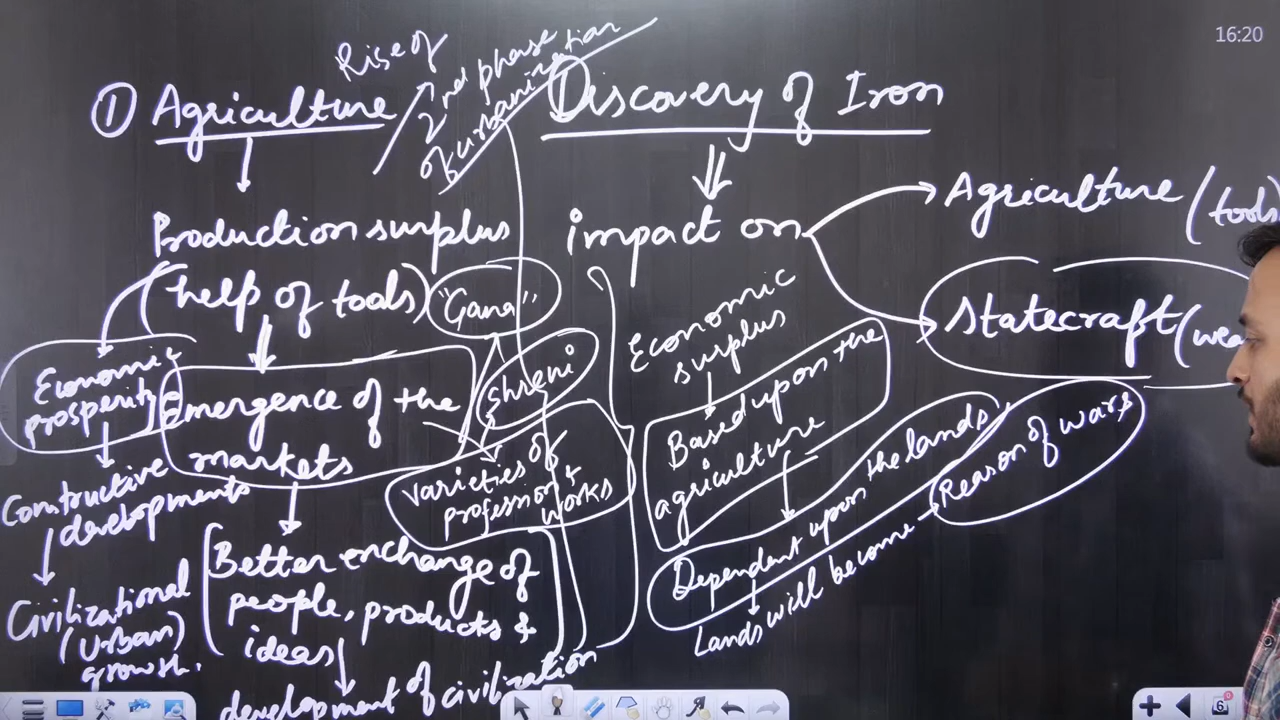 16:20
① Agriculture
Rise of
2nd phase
of urbanization
Production surplus
(help of tools)
"Gana"
Shreni
Economic
prosperity
Emergence of the
markets
varieties of
profession +
works
Contructive
developments
Civilizational
(urban)
growth.
Better exchange of
people, products &
ideas
development of civilization
Discovery of Iron
impact on
Agriculture (tools
Statecraft (wea
Economic
surplus
Based upon the
agriculture
Dependent upon the lands
Lands will become
Reason of wars
6